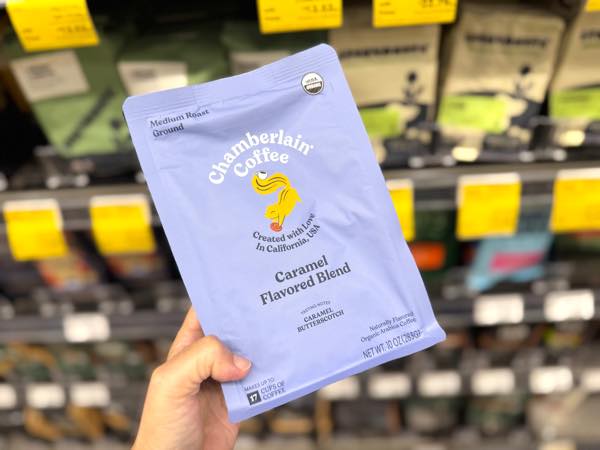 Medium Roast
Ground
USDA
Chamberlain
Coffee
Created with Love
In California, USA
Caramel
Flavored Blend
TASTING NOTES
CARAMEL
BUTTERSCOTCH
Naturally Flavored
Organic Arabica Coffee
NET WT. 10 OZ (283G)
MAKES UP TO
17 CUPS OF
COFFEE